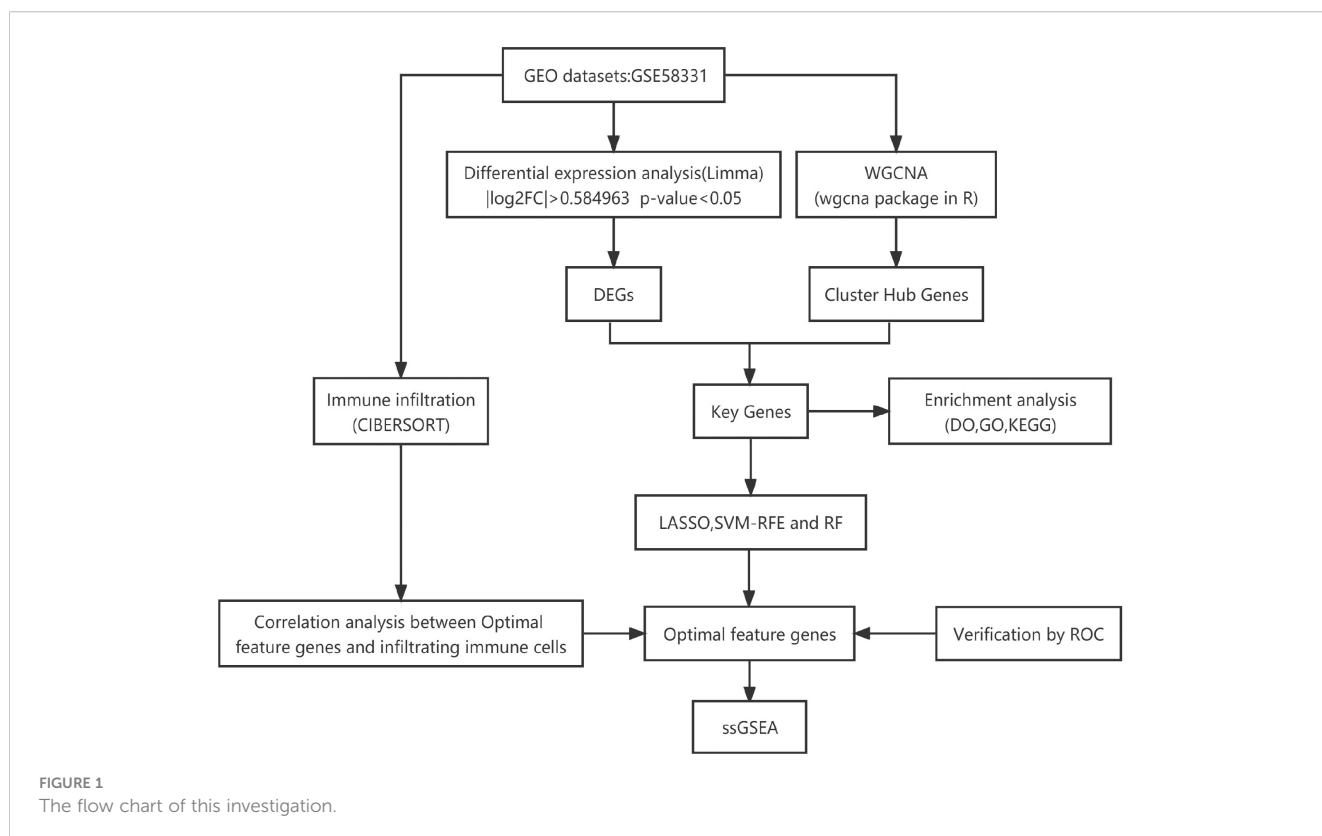 GEO datasets:GSE58331
Differential expression analysis(Limma)
|log2FC|>0.584963 p-value<0.05
WGCNA
(wgcna package in R)
DEGs
Cluster Hub Genes
Immune infiltration
(CIBERSORT)
Key Genes
Enrichment analysis
(DO,GO,KEGG)
LASSO,SVM-RFE and RF
Correlation analysis between Optimal
feature genes and infiltrating immune cells
Optimal feature genes
Verification by ROC
ssGSEA
FIGURE 1
The flow chart of this investigation.